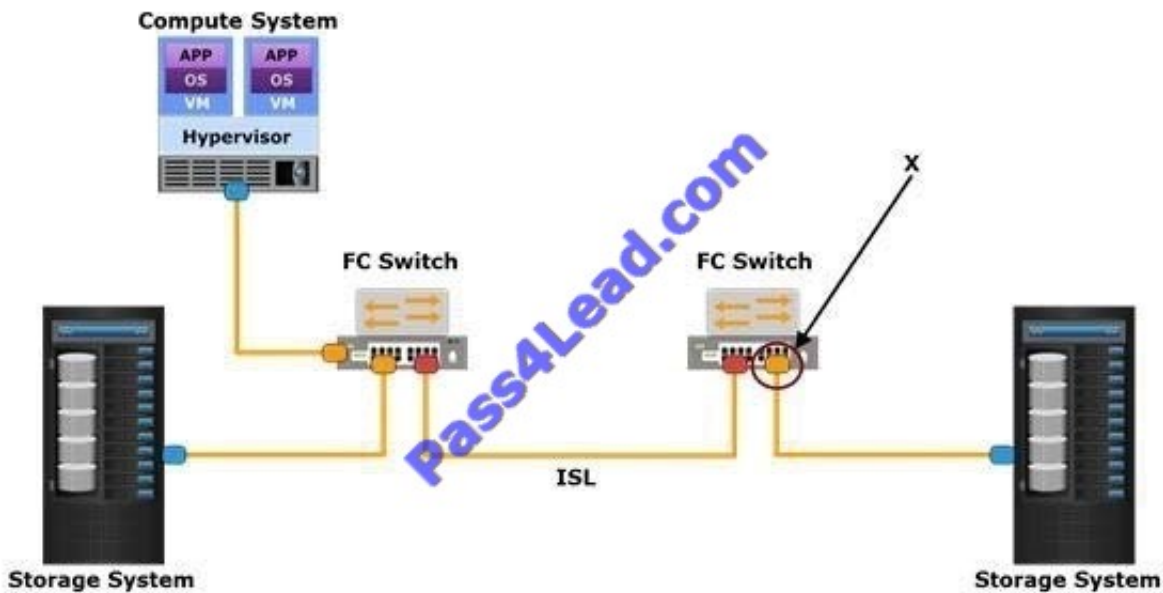 Compute System
APP APP
OS OS
VM VM
Hypervisor
X
FC Switch FC Switch
Pass4Lead.com
ISL
Storage System Storage System